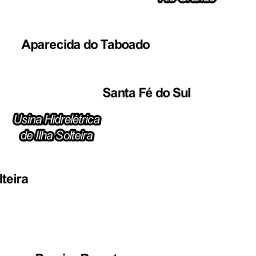 Aparecida do Taboado
Santa Fé do Sul
Usina Hidrelétrica
de Ilha Solteira
lteira